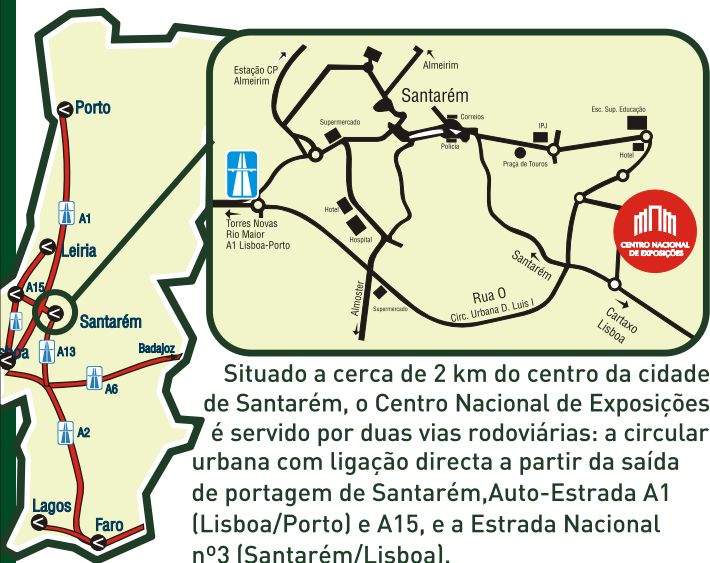 Porto
A1
Leiria
A15
Santarém
boa
A13
Badajoz
A6
A2
Lagos
Faro
Estação CP
Almeirim
Almeirim
Santarém
Supermercado
Correios
Polícia
IPJ
Praça de Touros
Esc. Sup. Educação
Hotel
CENTRO NACIONAL
DE EXPOSIÇÕES
Torres Novas
Rio Maior
A1 Lisboa-Porto
Hotel
Hospital
Almoster
Supermercado
Rua O
Circ. Urbana D. Luis I
Santarém
Cartaxo
Lisboa
Situado a cerca de 2 km do centro da cidade
de Santarém, o Centro Nacional de Exposições
é servido por duas vias rodoviárias: a circular
urbana com ligação directa a partir da saída
de portagem de Santarém,Auto-Estrada A1
(Lisboa/Porto) e A15, e a Estrada Nacional
nº3 (Santarém/Lisboa).